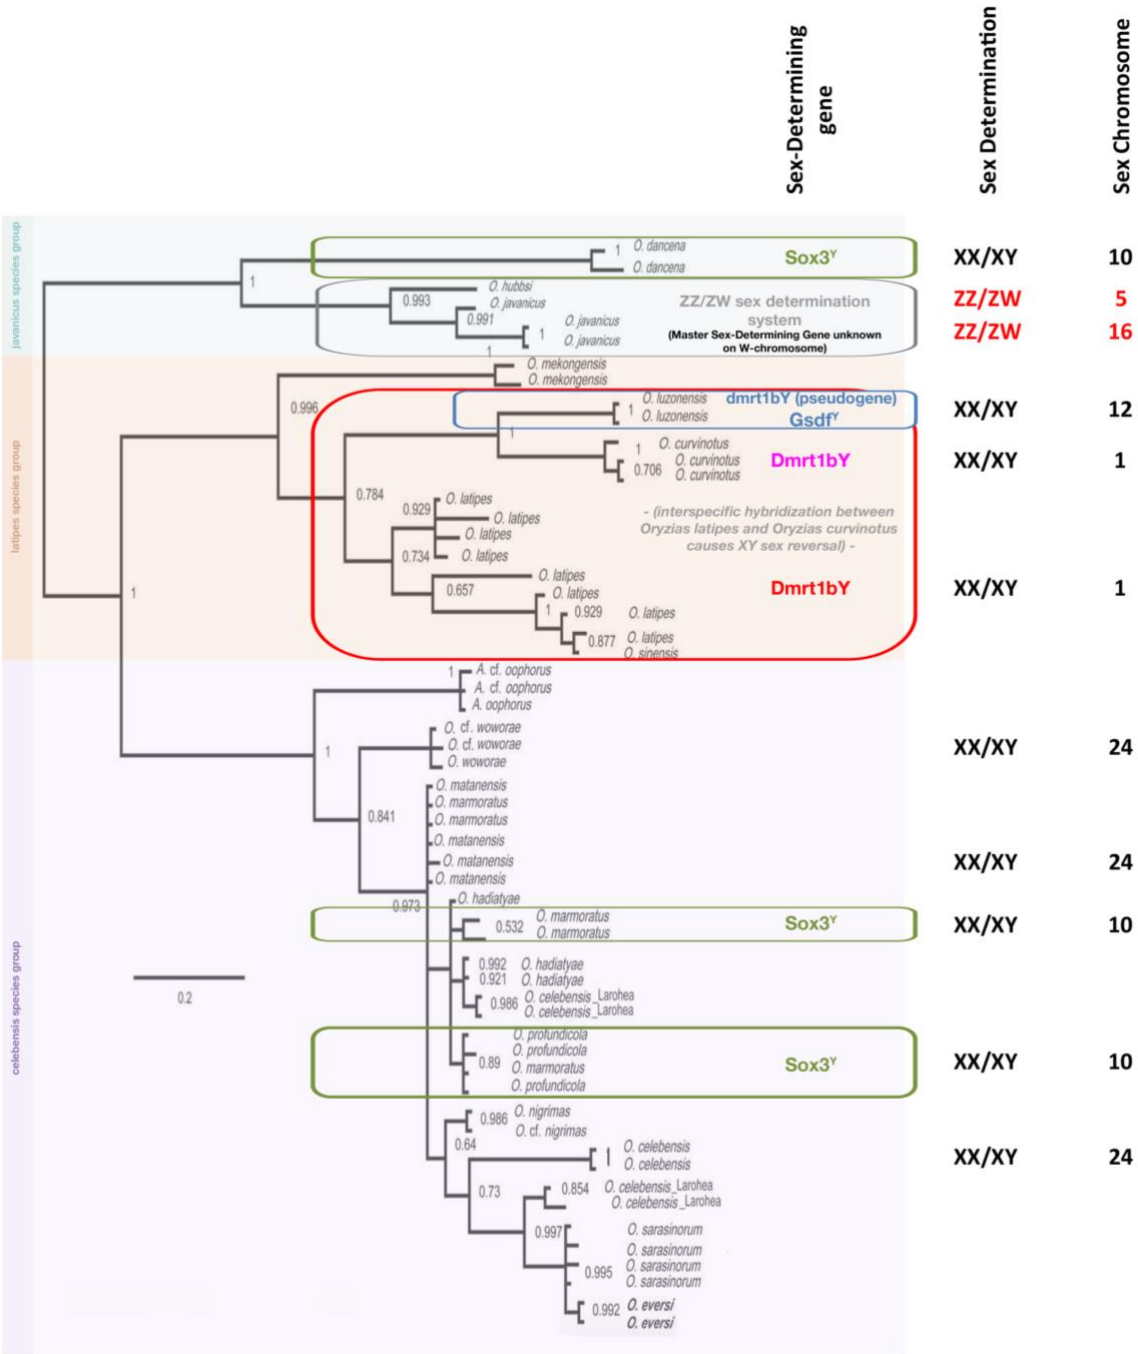 Sex-Determining
gene
Sex Determination
Sex Chromosome
javanicus species group
1
1 O. dancena
O. dancena
Sox3Y
XX/XY 10
0.993
O. hubbsi
O. javanicus
0.991
O. javanicus
1
O. javanicus
ZZ/ZW sex determination
system
(Master Sex-Determining Gene unknown
on W-chromosome)
ZZ/ZW 5
ZZ/ZW 16
latipes species group
1
O. mekongensis
O. mekongensis
0.996
O. luzonensis
1 O. luzonensis
dmrt1bY (pseudogene)
GsdfY
XX/XY 12
1
1 O. curvinotus
O. curvinotus
0.706 O. curvinotus
Dmrt1bY
XX/XY 1
0.784
0.929
O. latipes
O. latipes
O. latipes
0.734 O. latipes
- (interspecific hybridization between
Oryzias latipes and Oryzias curvinotus
causes XY sex reversal) -
O. latipes
0.657
O. latipes
1 0.929 O. latipes
0.877 O. latipes
O. sinensis
Dmrt1bY
XX/XY 1
1
celebensis species group
1 A. cf. oophorus
A. cf. oophorus
A. oophorus
1
O. cf. woworae
O. cf. woworae
O. woworae
XX/XY 24
0.841
O. matanensis
O. marmoratus
O. marmoratus
O. matanensis
O. matanensis
O. matanensis
XX/XY 24
0.973
O. hadiatyae
0.532 O. marmoratus
O. marmoratus
Sox3Y
XX/XY 10
0.992 O. hadiatyae
0.921 O. hadiatyae
0.986 O. celebensis_Larohea
O. celebensis_Larohea
0.2
O. profundicola
O. profundicola
0.89 O. marmoratus
O. profundicola
Sox3Y
XX/XY 10
0.986 O. nigrimas
O. cf. nigrimas
0.64
O. celebensis
O. celebensis
XX/XY 24
0.73
0.854 O. celebensis_Larohea
O. celebensis_Larohea
0.997
O. sarasinorum
O. sarasinorum
0.995 O. sarasinorum
O. sarasinorum
0.992 O. eversi
O. eversi